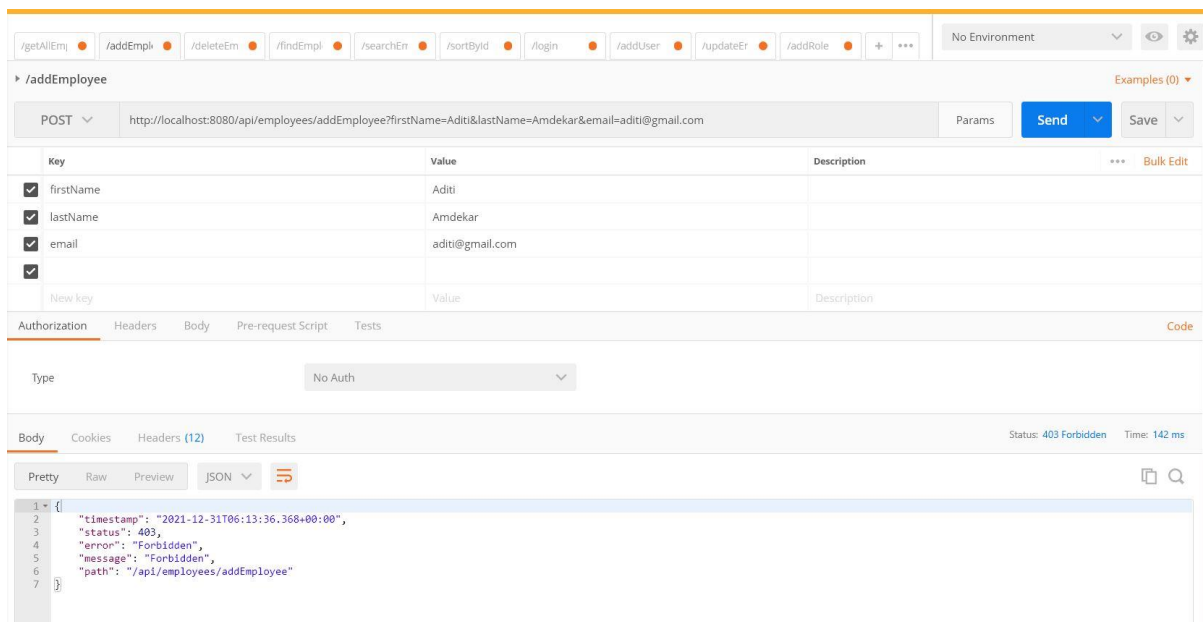 /getAllEm /addEmpl /deleteEm /findEmpl /searchEm /sortById /login /addUser /updateEr /addRole + ••• No Environment
/addEmployee Examples (0)
POST http://localhost:8080/api/employees/addEmployee?firstName=Aditi&lastName=Amdekar&email=aditi@gmail.com Params Send Save
Key Value Description ••• Bulk Edit
firstName Aditi
lastName Amdekar
email aditi@gmail.com
New key Value Description
Authorization Headers Body Pre-request Script Tests Code
Type No Auth
Body Cookies Headers (12) Test Results Status: 403 Forbidden Time: 142 ms
Pretty Raw Preview JSON
1 {
2 "timestamp": "2021-12-31T06:13:36.368+00:00",
3 "status": 403,
4 "error": "Forbidden",
5 "message": "Forbidden",
6 "path": "/api/employees/addEmployee"
7 }